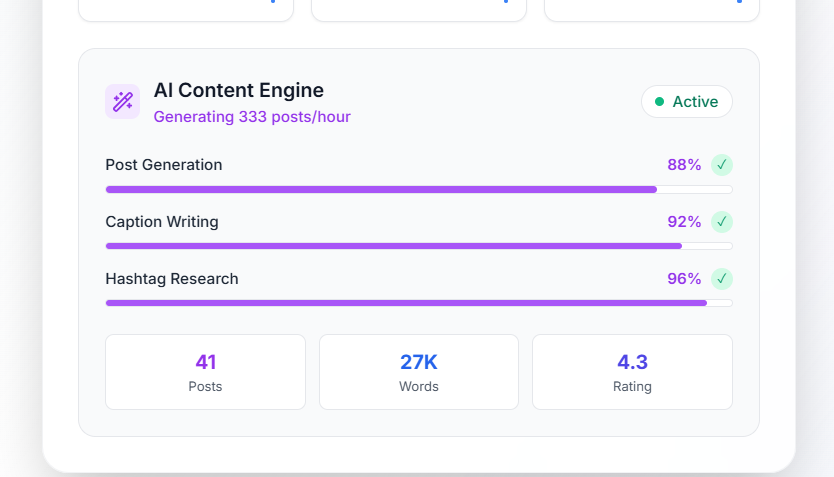 AI Content Engine
Generating 333 posts/hour
Active
Post Generation
88% ✓
Caption Writing
92% ✓
Hashtag Research
96% ✓
41
Posts
27K
Words
4.3
Rating